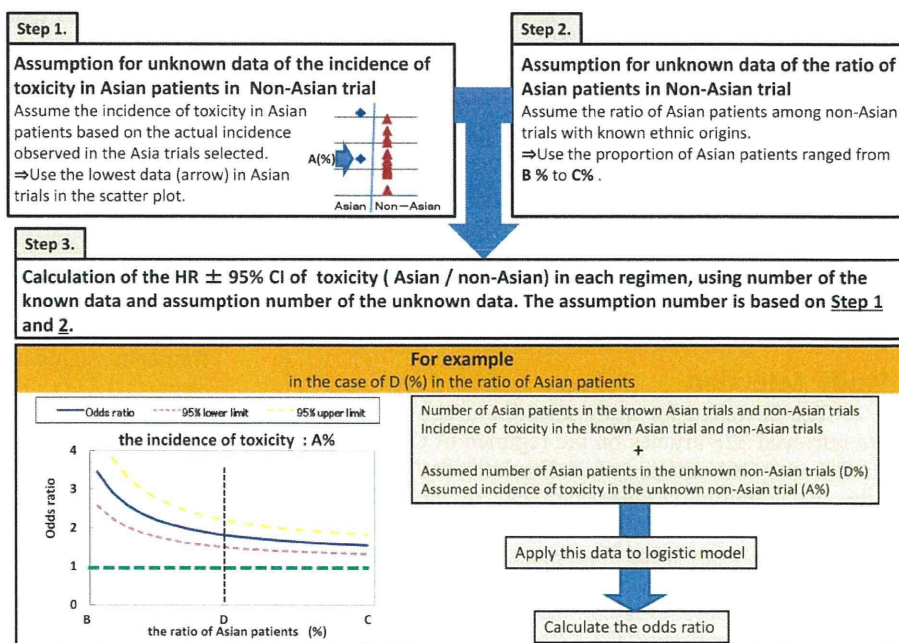 Step 1.
Assumption for unknown data of the incidence of
toxicity in Asian patients in Non-Asian trial
Assume the incidence of toxicity in Asian
patients based on the actual incidence
observed in the Asia trials selected.
⇒Use the lowest data (arrow) in Asian
trials in the scatter plot.
A(%)
Asian Non-Asian
Step 2.
Assumption for unknown data of the ratio of
Asian patients in Non-Asian trial
Assume the ratio of Asian patients among non-Asian
trials with known ethnic origins.
⇒Use the proportion of Asian patients ranged from
B % to C% .
Step 3.
Calculation of the HR ± 95% CI of toxicity ( Asian / non-Asian) in each regimen, using number of the
known data and assumption number of the unknown data. The assumption number is based on Step 1
and 2.
For example
in the case of D (%) in the ratio of Asian patients
Odds ratio 95% lower limit 95% upper limit
the incidence of toxicity : A%
Odds ratio
4
3
2
1
0
B D C
the ratio of Asian patients (%)
Number of Asian patients in the known Asian trials and non-Asian trials
Incidence of toxicity in the known Asian trial and non-Asian trials
+
Assumed number of Asian patients in the unknown non-Asian trials (D%)
Assumed incidence of toxicity in the unknown non-Asian trial (A%)
Apply this data to logistic model
Calculate the odds ratio